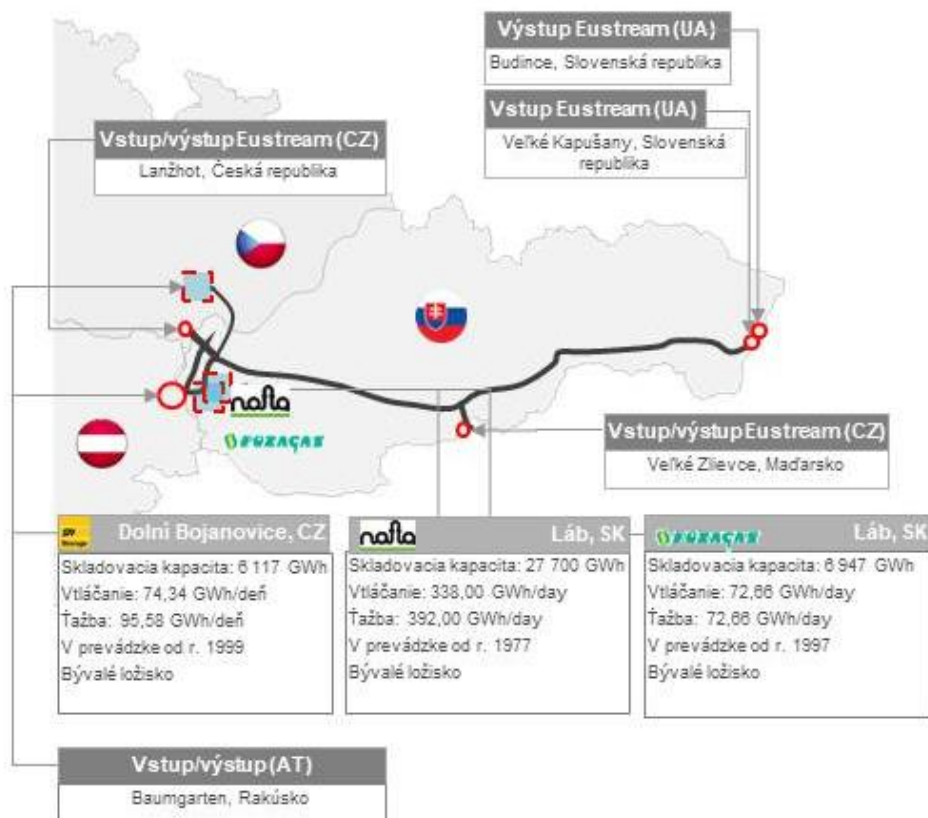 Výstup Eustream (UA)
Budince, Slovenská republika
Vstup Eustream (UA)
Veľké Kapušany, Slovenská
republika
Vstup/výstup Eustream (CZ)
Lanžhot, Česká republika
nafta
POZAGAS
Vstup/výstup Eustream (CZ)
Veľké Zlievce, Maďarsko
Dolní Bojanovice, CZ
Skladovacia kapacita: 6 117 GWh
Vtláčanie: 74,34 GWh/deň
Ťažba: 95,58 GWh/deň
V prevádzke od r. 1999
Bývalé ložisko
nafta Láb, SK
Skladovacia kapacita: 27 700 GWh
Vtláčanie: 338,00 GWh/day
Ťažba: 392,00 GWh/day
V prevádzke od r. 1977
Bývalé ložisko
POZAGAS Láb, SK
Skladovacia kapacita: 6 947 GWh
Vtláčanie: 72,66 GWh/day
Ťažba: 72,66 GWh/day
V prevádzke od r. 1997
Bývalé ložisko
Vstup/výstup (AT)
Baumgarten, Rakúsko